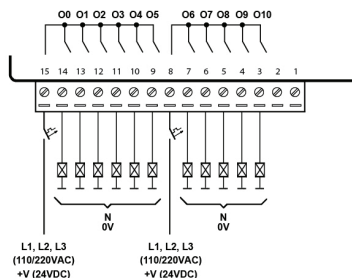 O0 O1 O2 O3 O4 O5 O6 O7 O8 O9 O10
15 14 13 12 11 10 9 8 7 6 5 4 3 2 1
N N
0V 0V
L1, L2, L3 L1, L2, L3
(110/220VAC) (110/220VAC)
+V (24VDC) +V (24VDC)